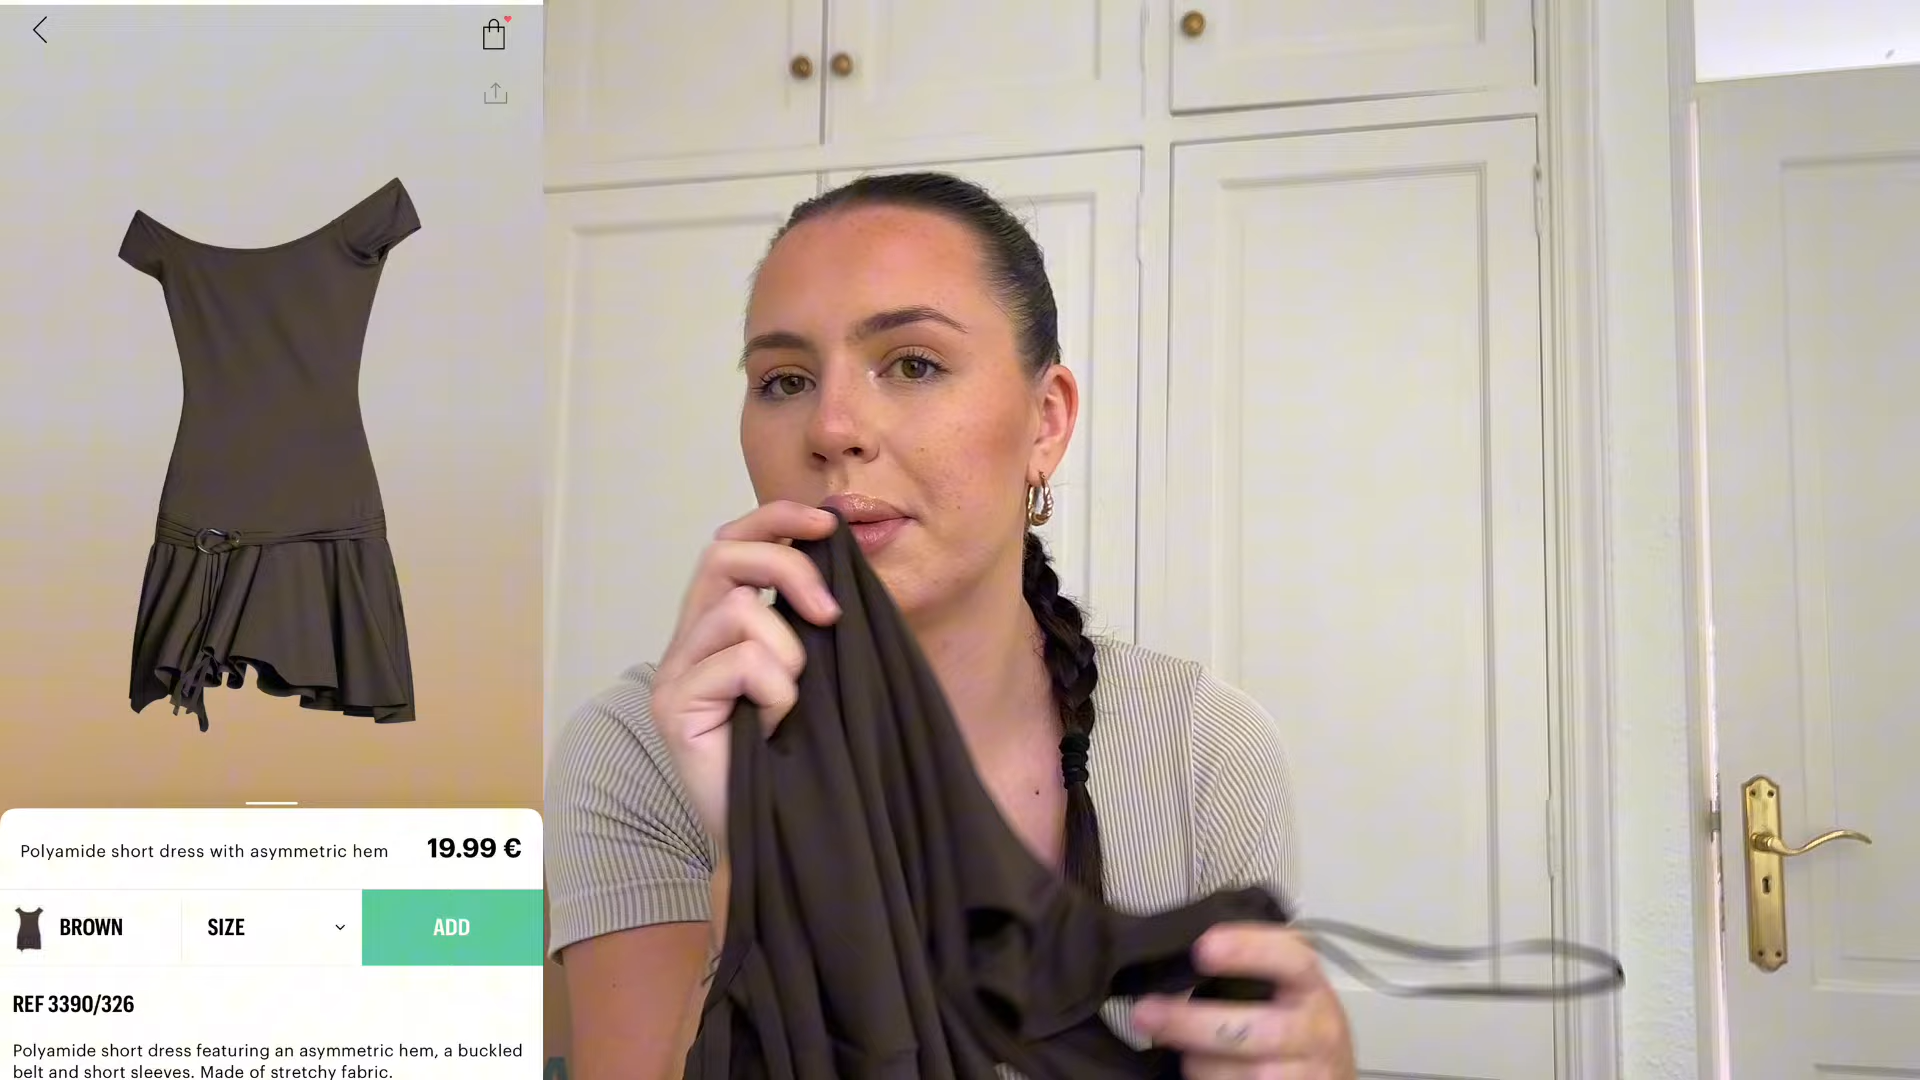 Polyamide short dress with asymmetric hem
19.99 €
BROWN
SIZE
ADD
REF 3390/326
Polyamide short dress featuring an asymmetric hem, a buckled
belt and short sleeves. Made of stretchy fabric.